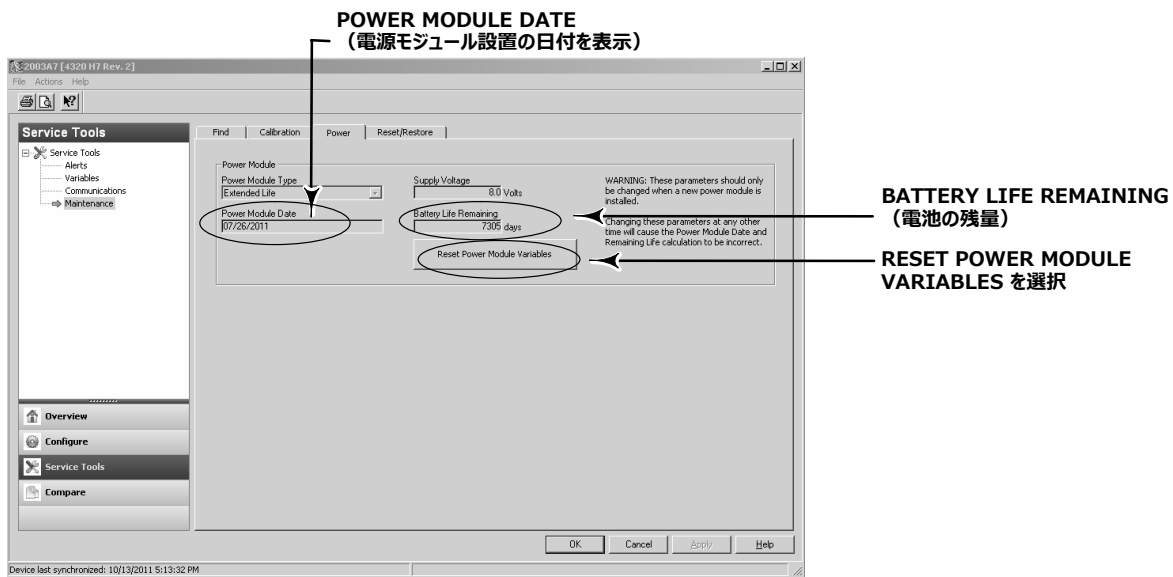 POWER MODULE DATE
（電源モジュール設置の日付を表示）
2003A7 [4320 H7 Rev. 2]
File Actions Help
Service Tools
Service Tools
Alerts
Variables
Communications
Maintenance
Find
Calibration
Power
Reset/Restore
Power Module
Power Module Type
Extended Life
Power Module Date
07/26/2011
Supply Voltage
8.0 Volts
Battery Life Remaining
7305 days
Reset Power Module Variables
WARNING: These parameters should only
be changed when a new power module is
installed.
Changing these parameters at any other
time will cause the Power Module Date and
Remaining Life calculation to be incorrect.
BATTERY LIFE REMAINING
（電池の残量）
RESET POWER MODULE
VARIABLES を選択
Overview
Configure
Service Tools
Compare
OK
Cancel
Apply
Help
Device last synchronized: 10/13/2011 5:13:32 PM